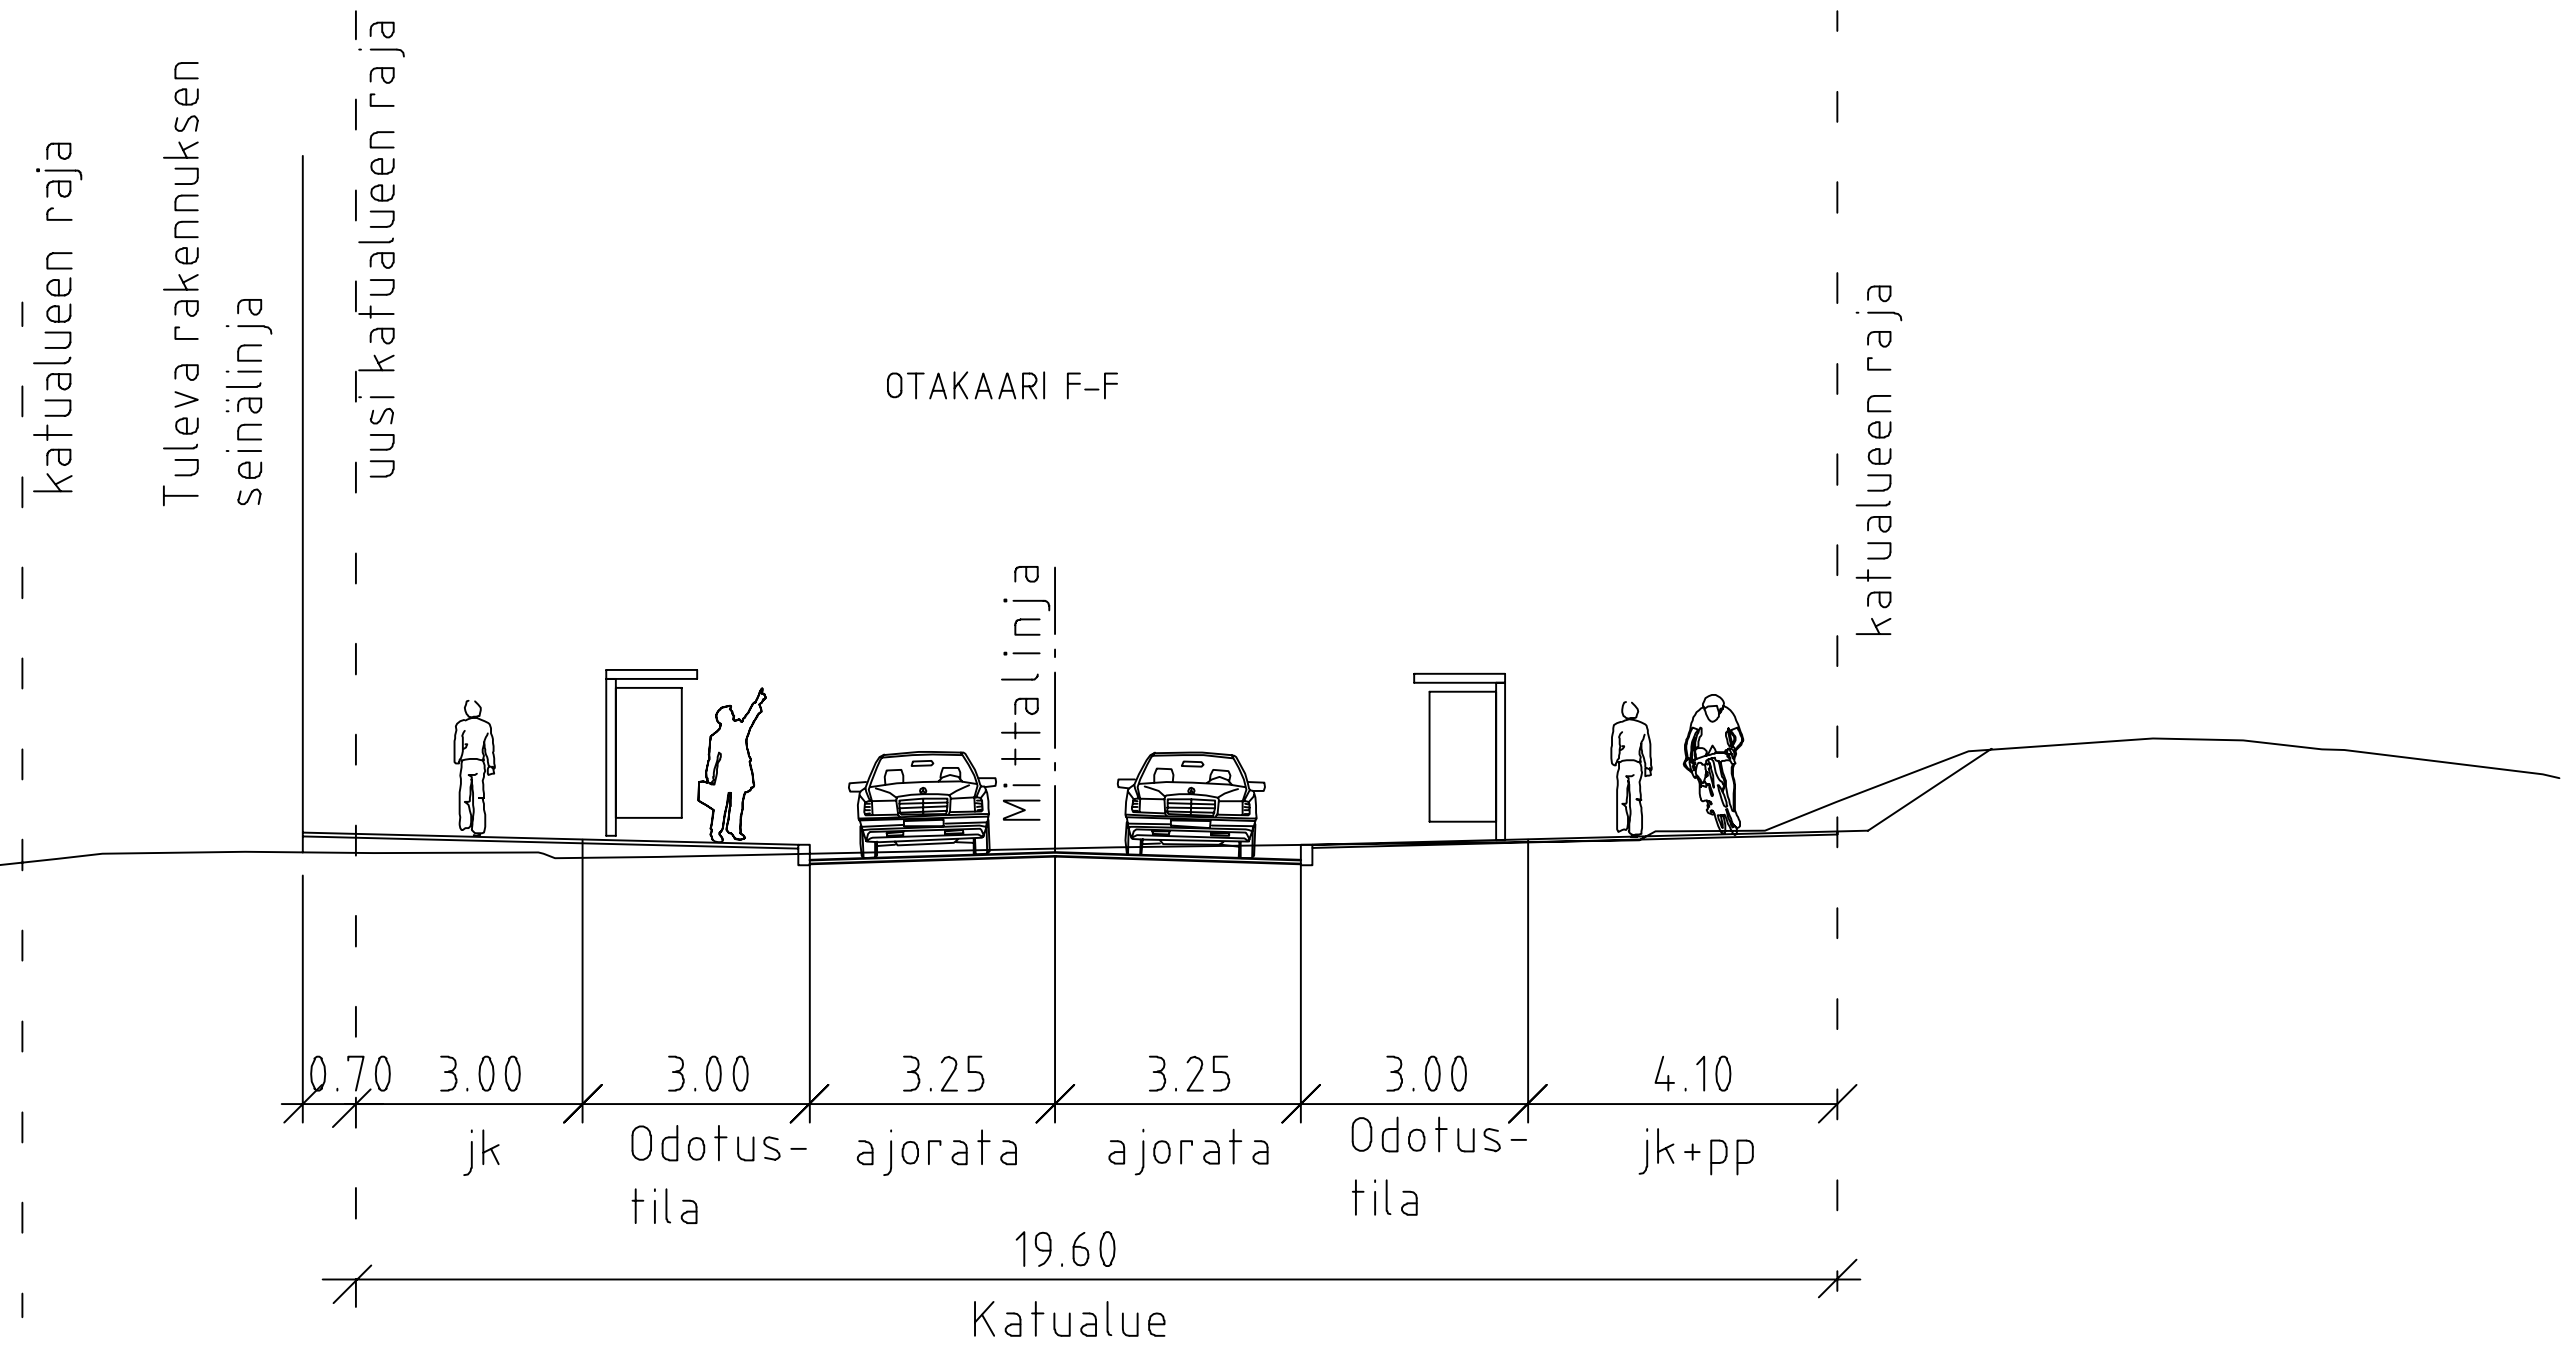 katualueen raja
Tuleva rakennuksen
seinälinja
uusi katualueen raja
OTAKAARI F-F
Mittalinja
katualueen raja
0.70 3.00 3.00 3.25 3.25 3.00 4.10
jk Odotus- ajorata ajorata Odotus- jk+pp
tila tila
19.60
Katualue